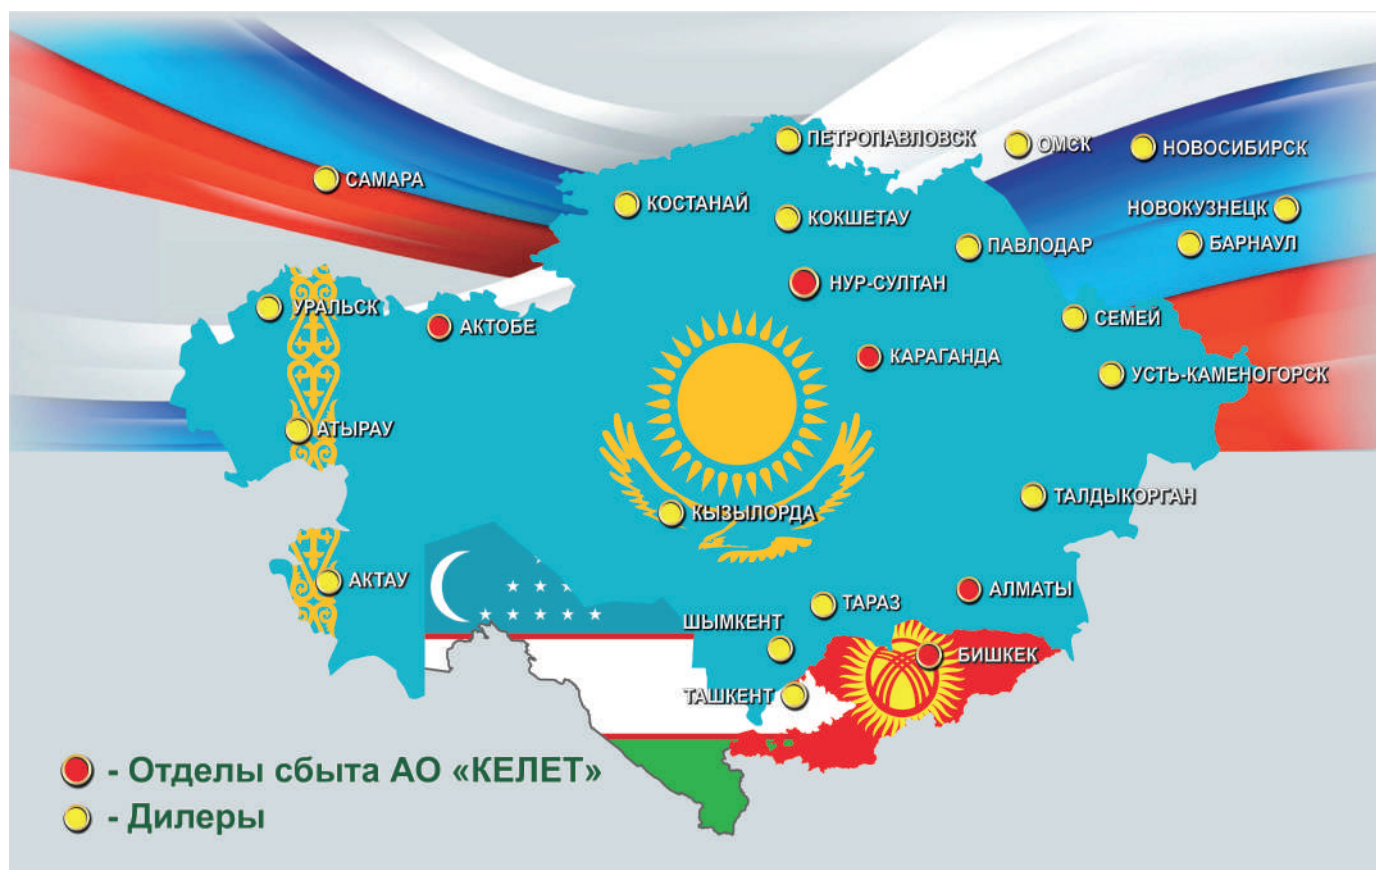 ПЕТРОПАВЛОВСК
ОМСК
НОВОСИБИРСК
САМАРА
КОСТАНАЙ
КОКШЕТАУ
НОВОКУЗНЕЦК
ПАВЛОДАР
БАРНАУЛ
НУР-СУЛТАН
УРАЛЬСК
АКТОБЕ
СЕМЕЙ
КАРАГАНДА
УСТЬ-КАМЕНОГОРСК
АТЫРАУ
ТАЛДЫКОРГАН
КЫЗЫЛОРДА
АКТАУ
АЛМАТЫ
ТАРАЗ
ШЫМКЕНТ
БИШКЕК
ТАШКЕНТ
- Отделы сбыта АО «КЕЛЕТ»
- Дилеры